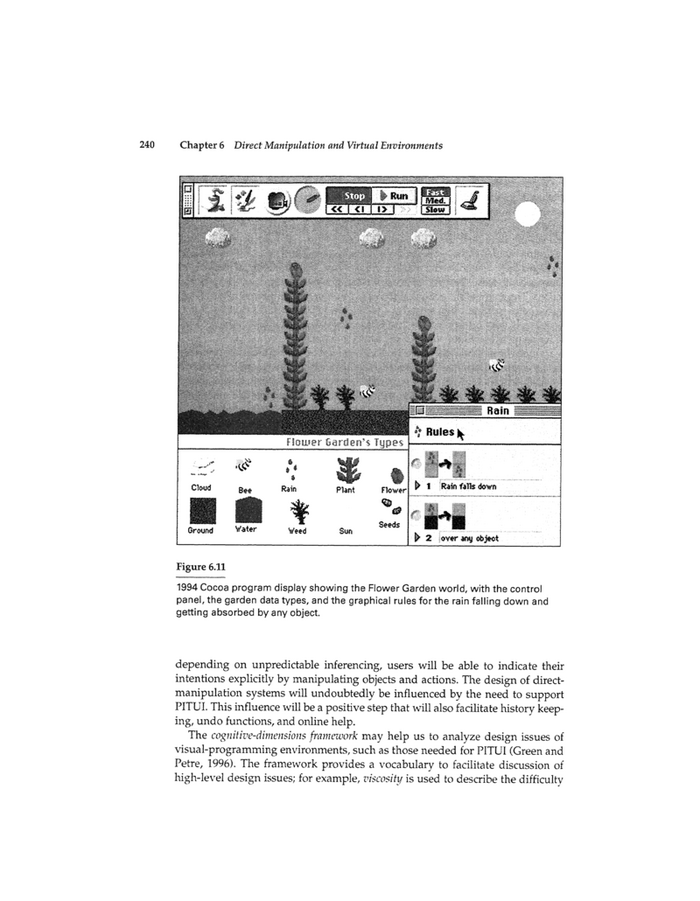 240 Chapter 6 Direct Manipulation and Virtual Environments
Stop Run
Fast
Med.
Slow
<< <I I> >>
Rain
Rules
Flower Garden's Types
Cloud Bee Rain Plant Flower
1 Rain falls down
Ground Water Weed Sun Seeds
2 over any object
Figure 6.11
1994 Cocoa program display showing the Flower Garden world, with the control
panel, the garden data types, and the graphical rules for the rain falling down and
getting absorbed by any object.
depending on unpredictable inferencing, users will be able to indicate their
intentions explicitly by manipulating objects and actions. The design of direct-
manipulation systems will undoubtedly be influenced by the need to support
PITUI. This influence will be a positive step that will also facilitate history keep-
ing, undo functions, and online help.
The cognitive-dimensions framework may help us to analyze design issues of
visual-programming environments, such as those needed for PITUI (Green and
Petre, 1996). The framework provides a vocabulary to facilitate discussion of
high-level design issues; for example, viscosity is used to describe the difficulty